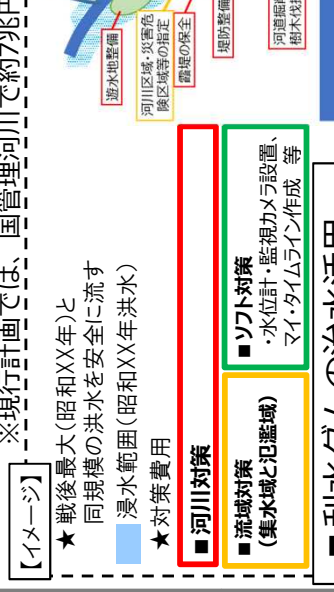 ※現行計画では、国管理河川で約7兆円
【イメージ】
★ 戦後最大(昭和XX年)と
同規模の洪水を安全に流す
浸水範囲(昭和XX年洪水)
★対策費用
■ 河川対策
■ 流域対策
(集水域と氾濫域)
■ ソフト対策
・水位計・監視カメラ設置、
マイ・タイムライン作成 等
遊水地整備
河川区域・災害危
険区域等の指定
霞堤の保全
堤防整備
河道掘削
樹木伐採
■ 利水ダムの治水活用